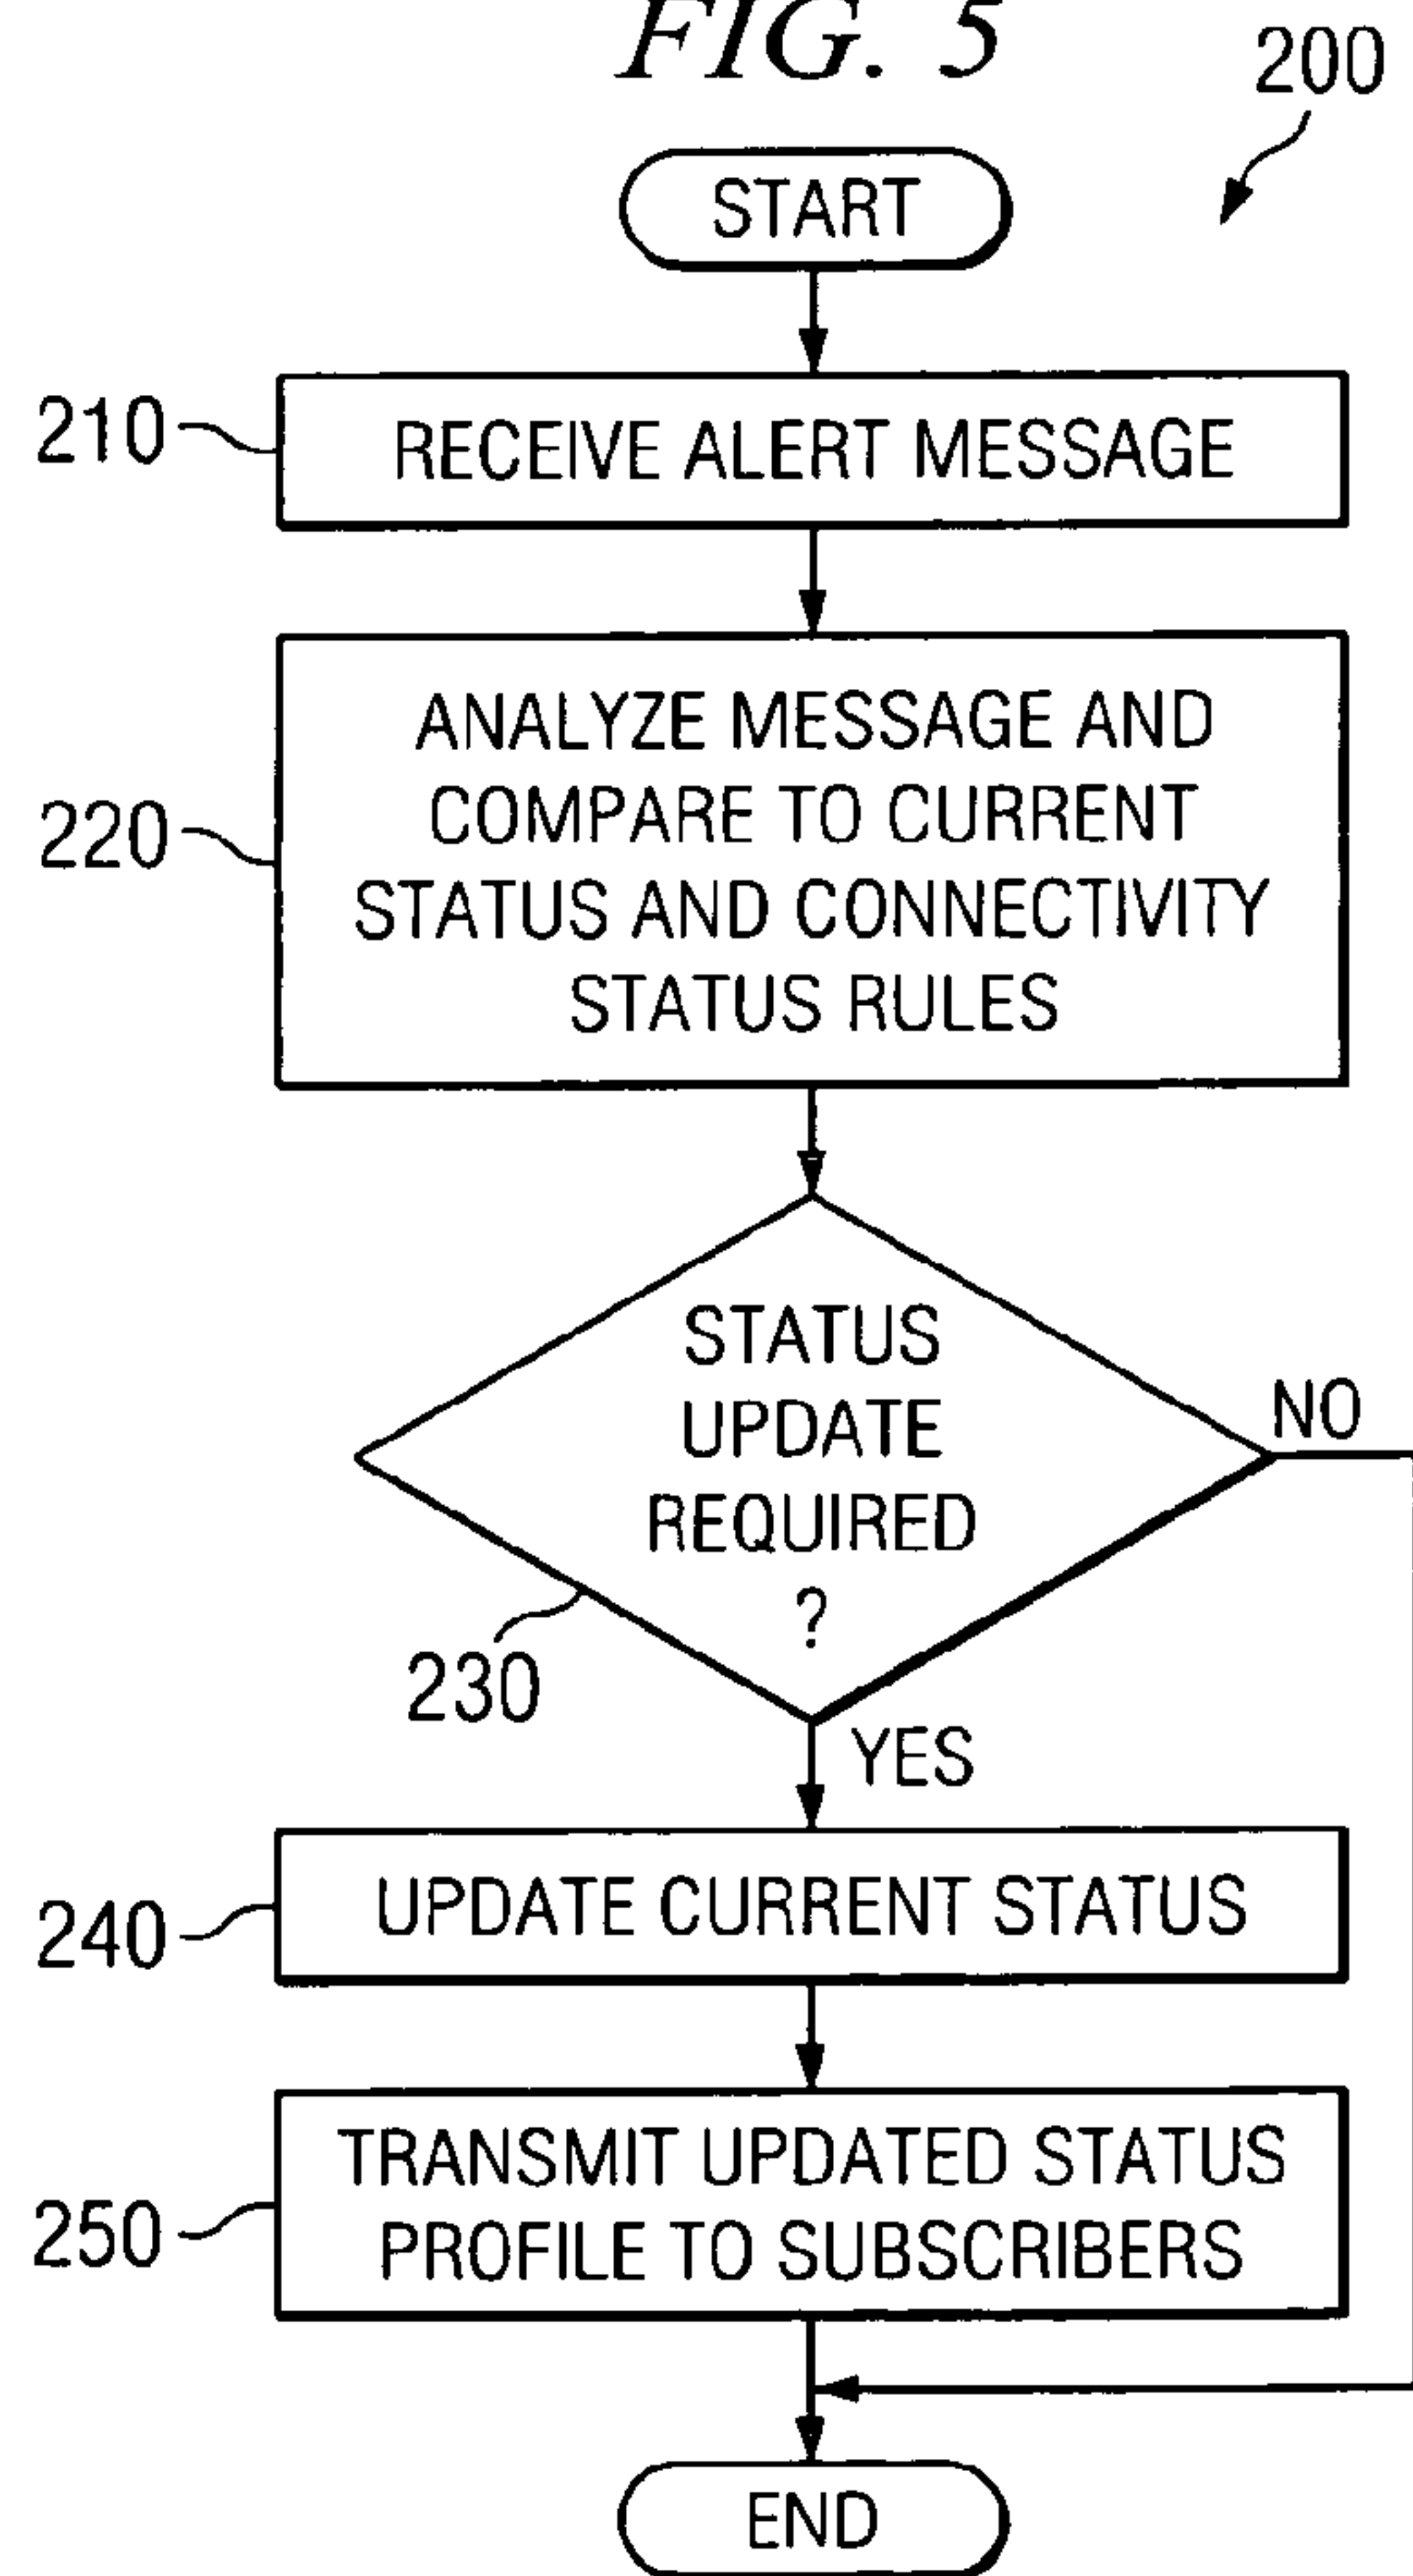 FIG. 5
200
START
210
RECEIVE ALERT MESSAGE
220
ANALYZE MESSAGE AND
COMPARE TO CURRENT
STATUS AND CONNECTIVITY
STATUS RULES
STATUS
UPDATE
REQUIRED
?
NO
230
YES
240
UPDATE CURRENT STATUS
250
TRANSMIT UPDATED STATUS
PROFILE TO SUBSCRIBERS
END